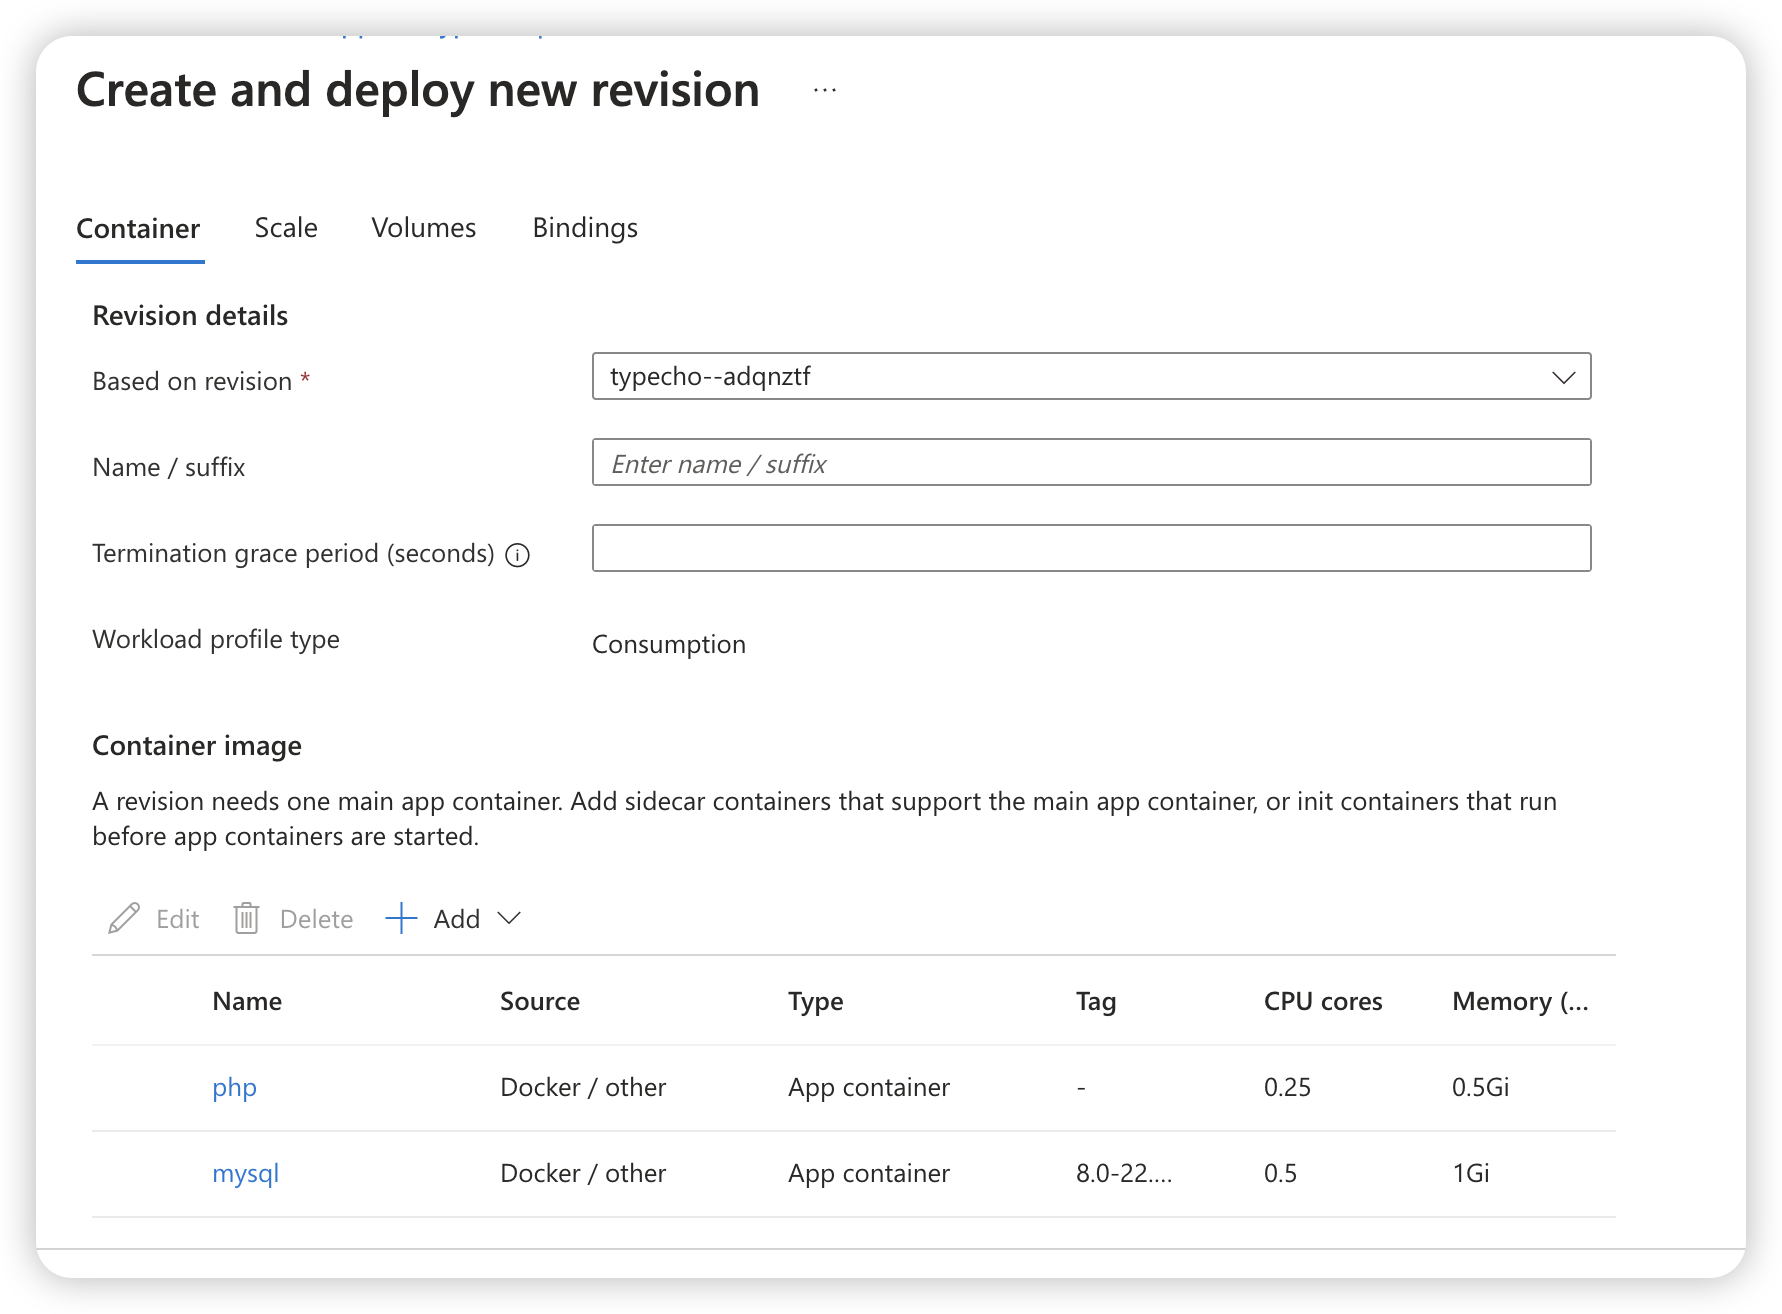 Create and deploy new revision ...
Container Scale Volumes Bindings
Revision details
Based on revision * typecho--adqnztf
Name / suffix Enter name / suffix
Termination grace period (seconds)
Workload profile type Consumption
Container image
A revision needs one main app container. Add sidecar containers that support the main app container, or init containers that run
before app containers are started.
Edit Delete Add
Name Source Type Tag CPU cores Memory (...
php Docker / other App container - 0.25 0.5Gi
mysql Docker / other App container 8.0-22.... 0.5 1Gi